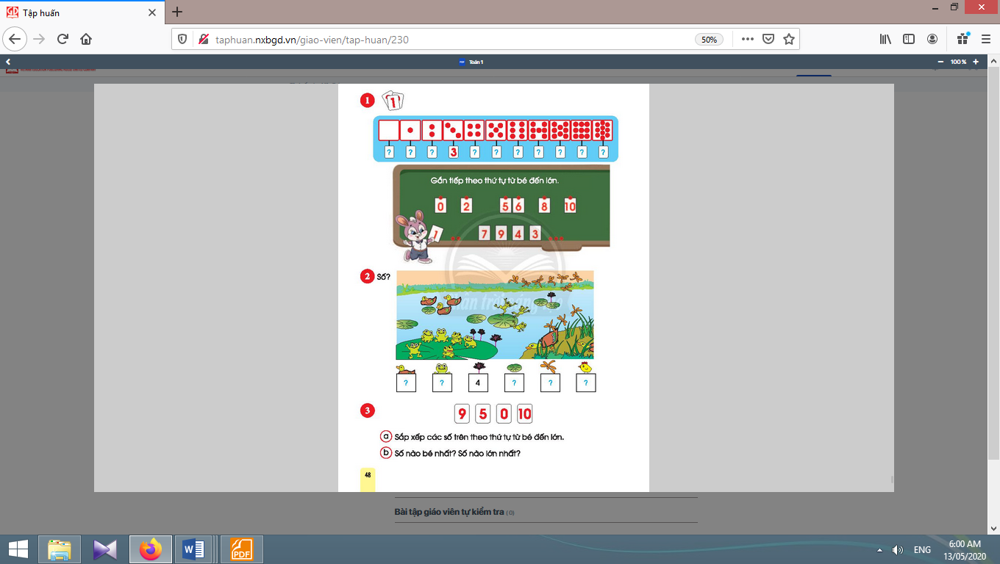 Tập huấn
taphuan.nxbgd.vn/giao-vien/tap-huan/230
50%
Toán 1
100 %
1
1
? ? ? 3 ? ? ? ? ? ? ?
Gắn tiếp theo thứ tự từ bé đến lớn.
0 2 5 6 8 10
1 7 9 4 3
2 Số?
? ? 4 ? ? ?
3 9 5 0 10
a Sắp xếp các số trên theo thứ tự từ bé đến lớn.
b Số nào bé nhất? Số nào lớn nhất?
48
Bài tập giáo viên tự kiểm tra ( 0)
PDF
ENG
6:00 AM
13/05/2020